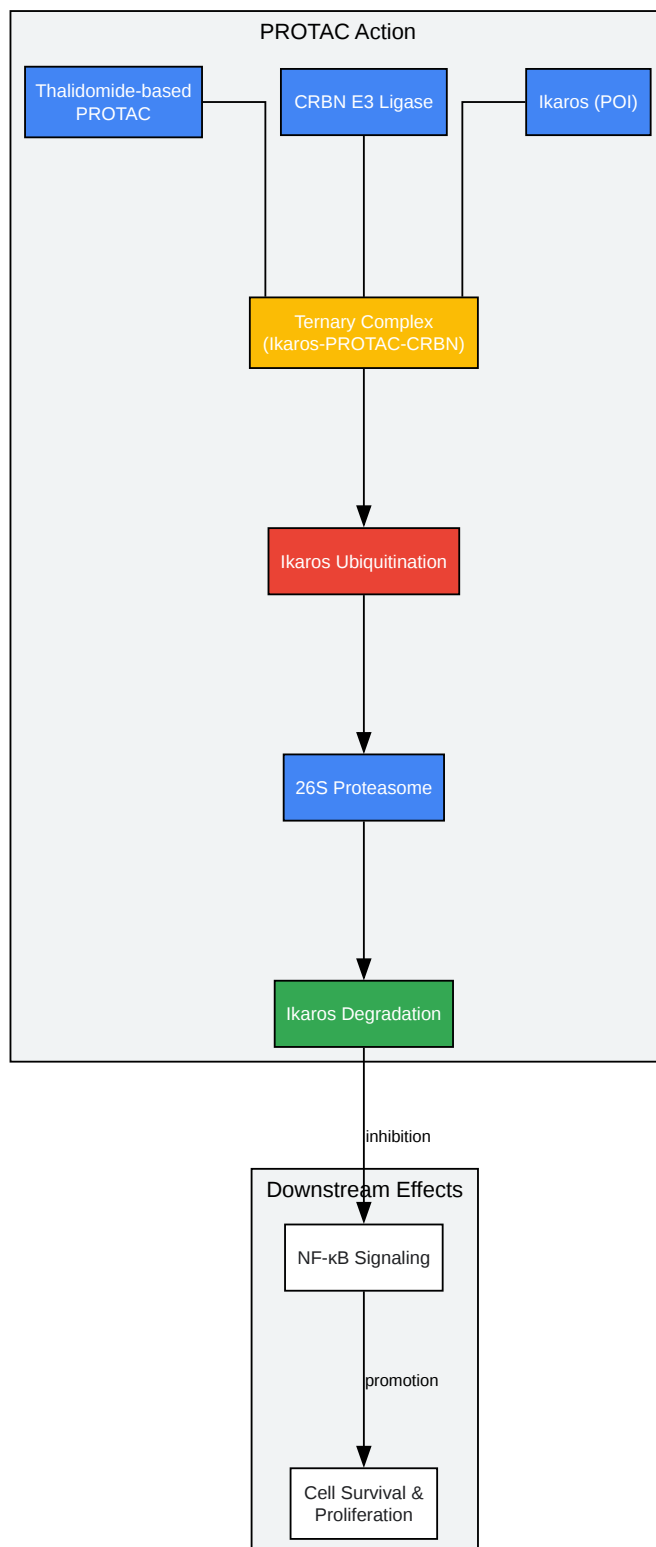 PROTAC Action
Thalidomide-based
PROTAC
CRBN E3 Ligase
Ikaros (POI)
Ternary Complex
(Ikaros-PROTAC-CRBN)
Ikaros Ubiquitination
26S Proteasome
Ikaros Degradation
inhibition
Downstream Effects
NF-κB Signaling
promotion
Cell Survival &
Proliferation